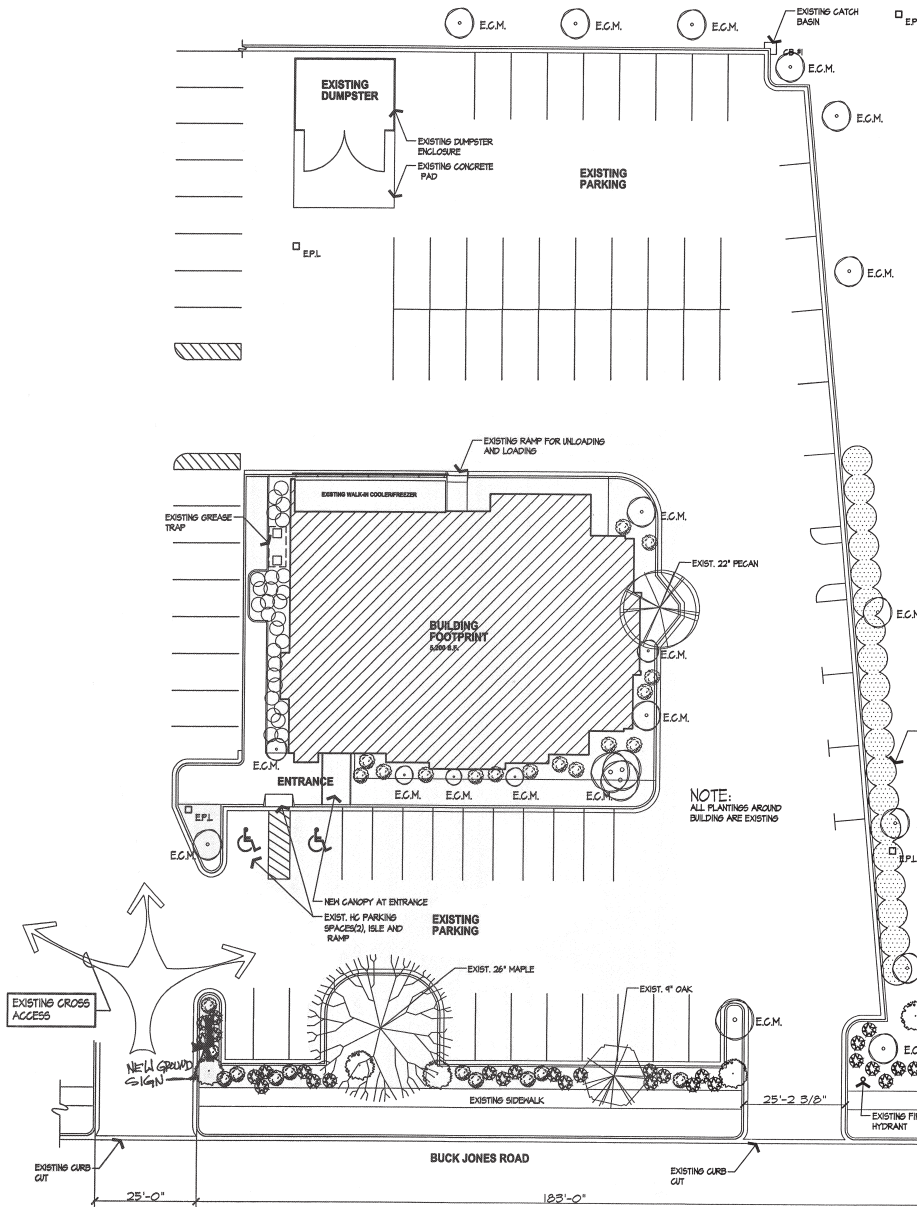 E.C.M.
E.C.M.
E.C.M.
EXISTING CATCH
BASIN
E.P.
CB #1
E.C.M.
EXISTING
DUMPSTER
E.C.M.
EXISTING DUMPSTER
ENCLOSURE
EXISTING CONCRETE
PAD
EXISTING
PARKING
E.P.L
E.C.M.
EXISTING RAMP FOR UNLOADING
AND LOADING
EXISTING WALK-IN COOLER/FREEZER
EXISTING GREASE
TRAP
E.C.M.
EXIST. 22" PECAN
BUILDING
FOOTPRINT
5,200 S.F.
E.C.M
E.C.M.
E.C.M.
E.C.M.
ENTRANCE
E.C.M.
E.C.M.
E.C.M.
E.C.M.
NOTE:
ALL PLANTINGS AROUND
BUILDING ARE EXISTING
E.P.L
E.C.M.
E.P.L
NEW CANOPY AT ENTRANCE
EXIST. HC PARKING
SPACES(2), ISLE AND
RAMP
EXISTING
PARKING
EXIST. 26" MAPLE
EXIST. 9" OAK
EXISTING CROSS
ACCESS
E.C.M.
E.C
NEW GROUND
SIGN
EXISTING SIDEWALK
25'-2 3/8"
EXISTING FI
HYDRANT
BUCK JONES ROAD
EXISTING CURB
CUT
EXISTING CURB
CUT
25'-0"
183'-0"